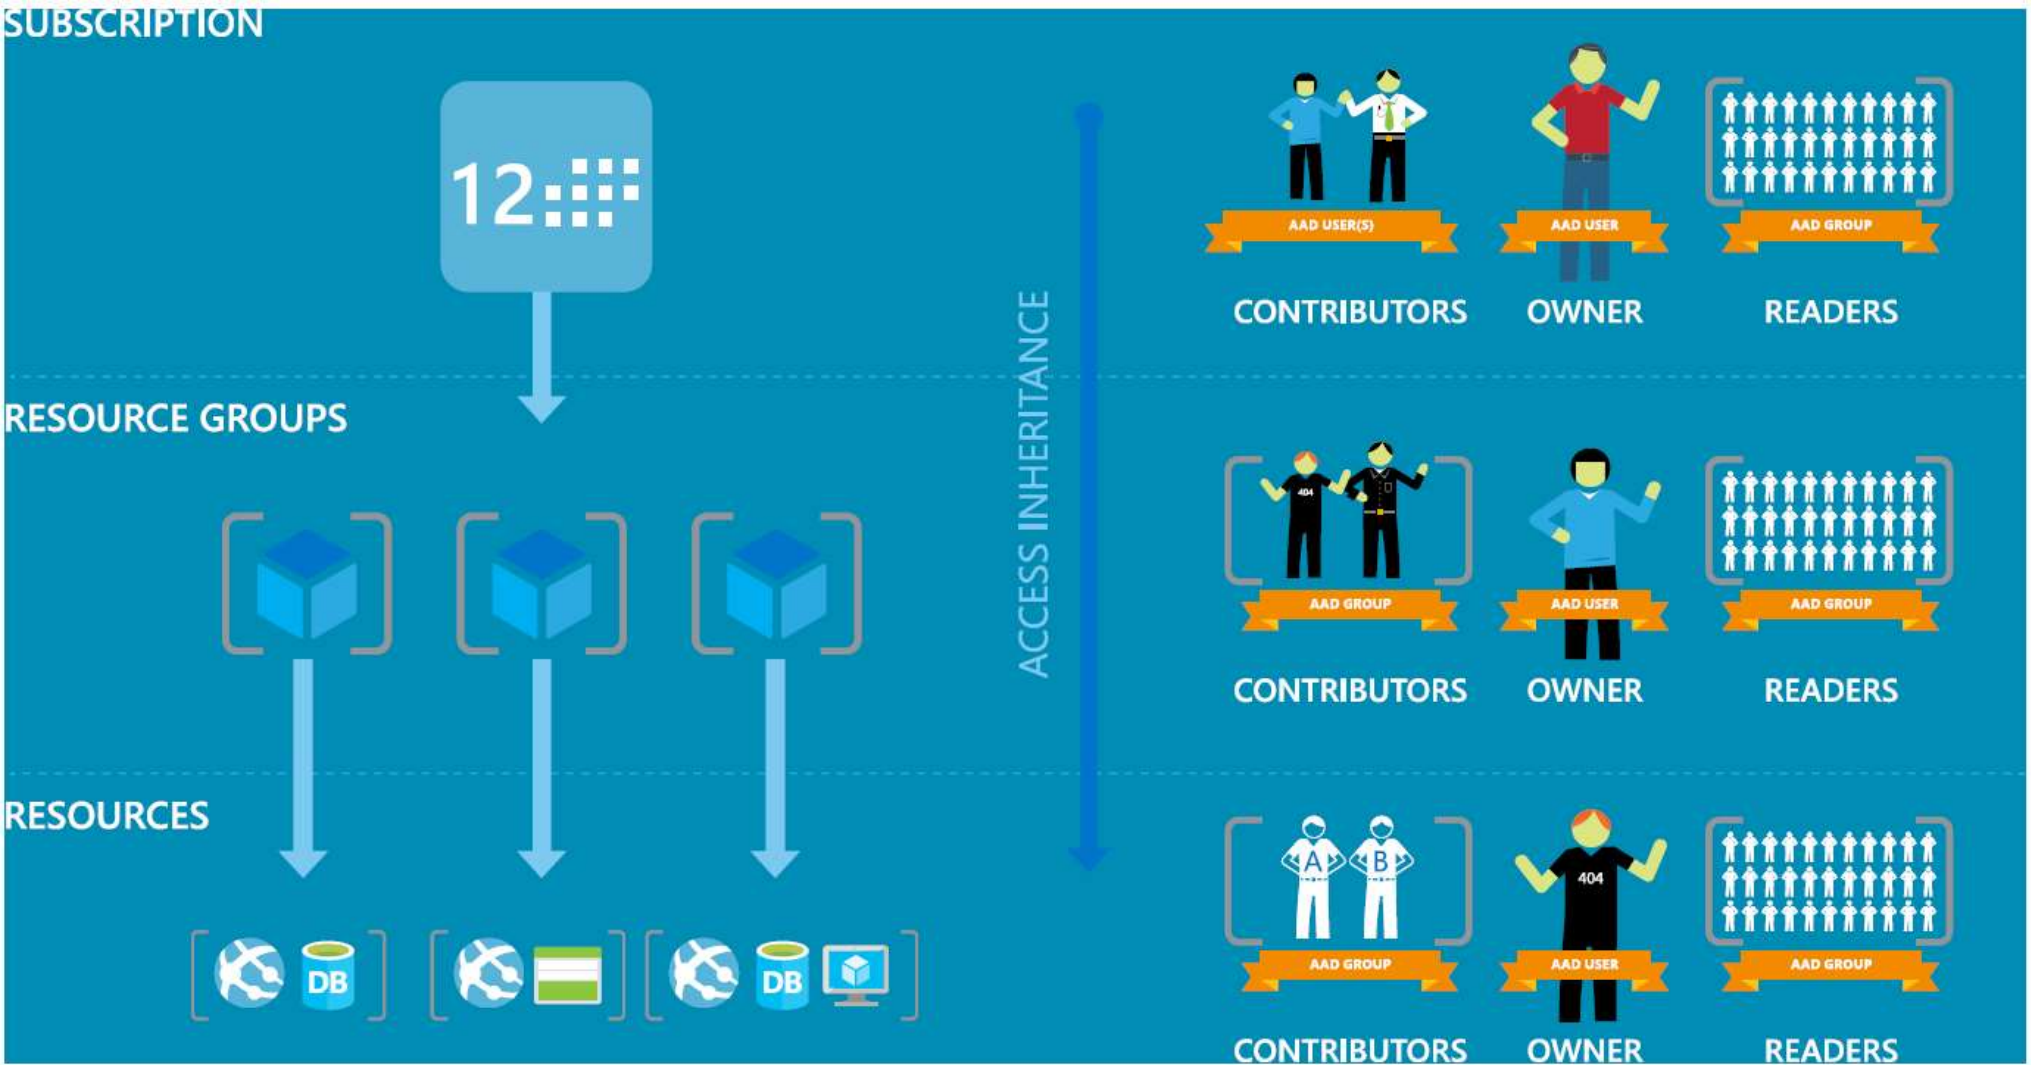 SUBSCRIPTION
12
AAD USER(S)
AAD USER
AAD GROUP
CONTRIBUTORS
OWNER
READERS
ACCESS INHERITANCE
RESOURCE GROUPS
404
AAD GROUP
AAD USER
AAD GROUP
CONTRIBUTORS
OWNER
READERS
RESOURCES
DB
DB
A
B
404
AAD GROUP
AAD USER
AAD GROUP
CONTRIBUTORS
OWNER
READERS